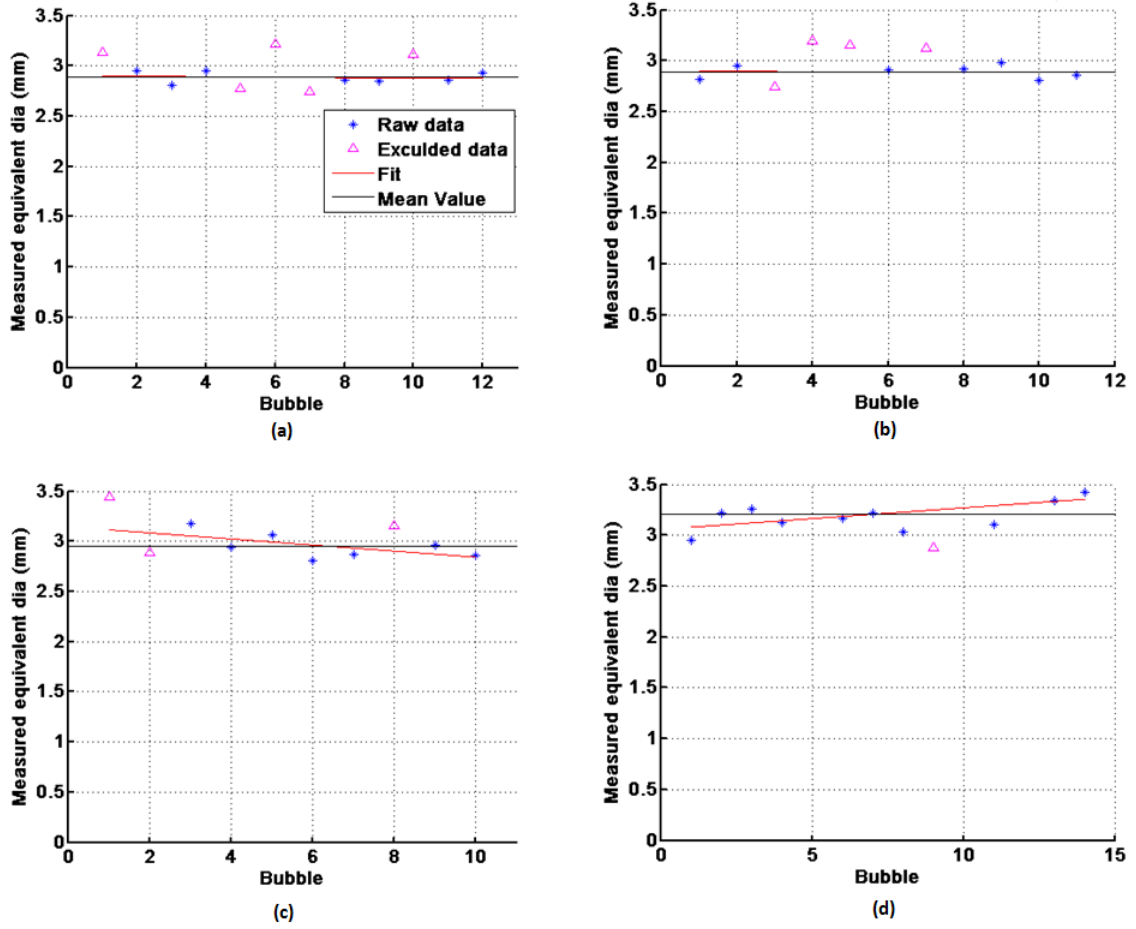 3.5
3
2.5
2
1.5
1
0.5
0
Measured equivalent dia (mm)
Raw data
Exculded data
Fit
Mean Value
0 2 4 6 8 10 12
Bubble
(a)
3.5
3
2.5
2
1.5
1
0.5
0
Measured equivalent dia (mm)
0 2 4 6 8 10 12
Bubble
(b)
3.5
3
2.5
2
1.5
1
0.5
0
Measured equivalent dia (mm)
0 2 4 6 8 10
Bubble
(c)
3.5
3
2.5
2
1.5
1
0.5
0
Measured equivalent dia (mm)
0 5 10 15
Bubble
(d)